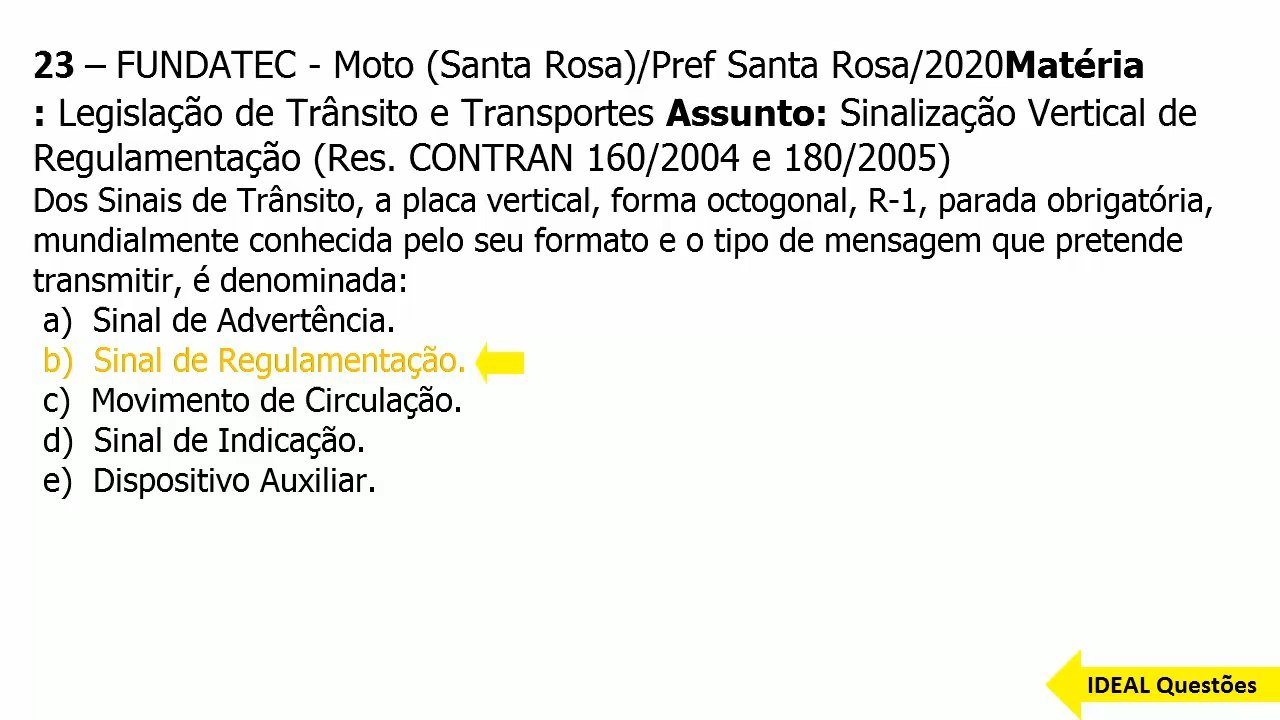 23 – FUNDATEC - Moto (Santa Rosa)/Pref Santa Rosa/2020Matéria
: Legislação de Trânsito e Transportes Assunto: Sinalização Vertical de
Regulamentação (Res. CONTRAN 160/2004 e 180/2005)
Dos Sinais de Trânsito, a placa vertical, forma octogonal, R-1, parada obrigatória,
mundialmente conhecida pelo seu formato e o tipo de mensagem que pretende
transmitir, é denominada:
a) Sinal de Advertência.
b) Sinal de Regulamentação.
c) Movimento de Circulação.
d) Sinal de Indicação.
e) Dispositivo Auxiliar.
IDEAL Questões